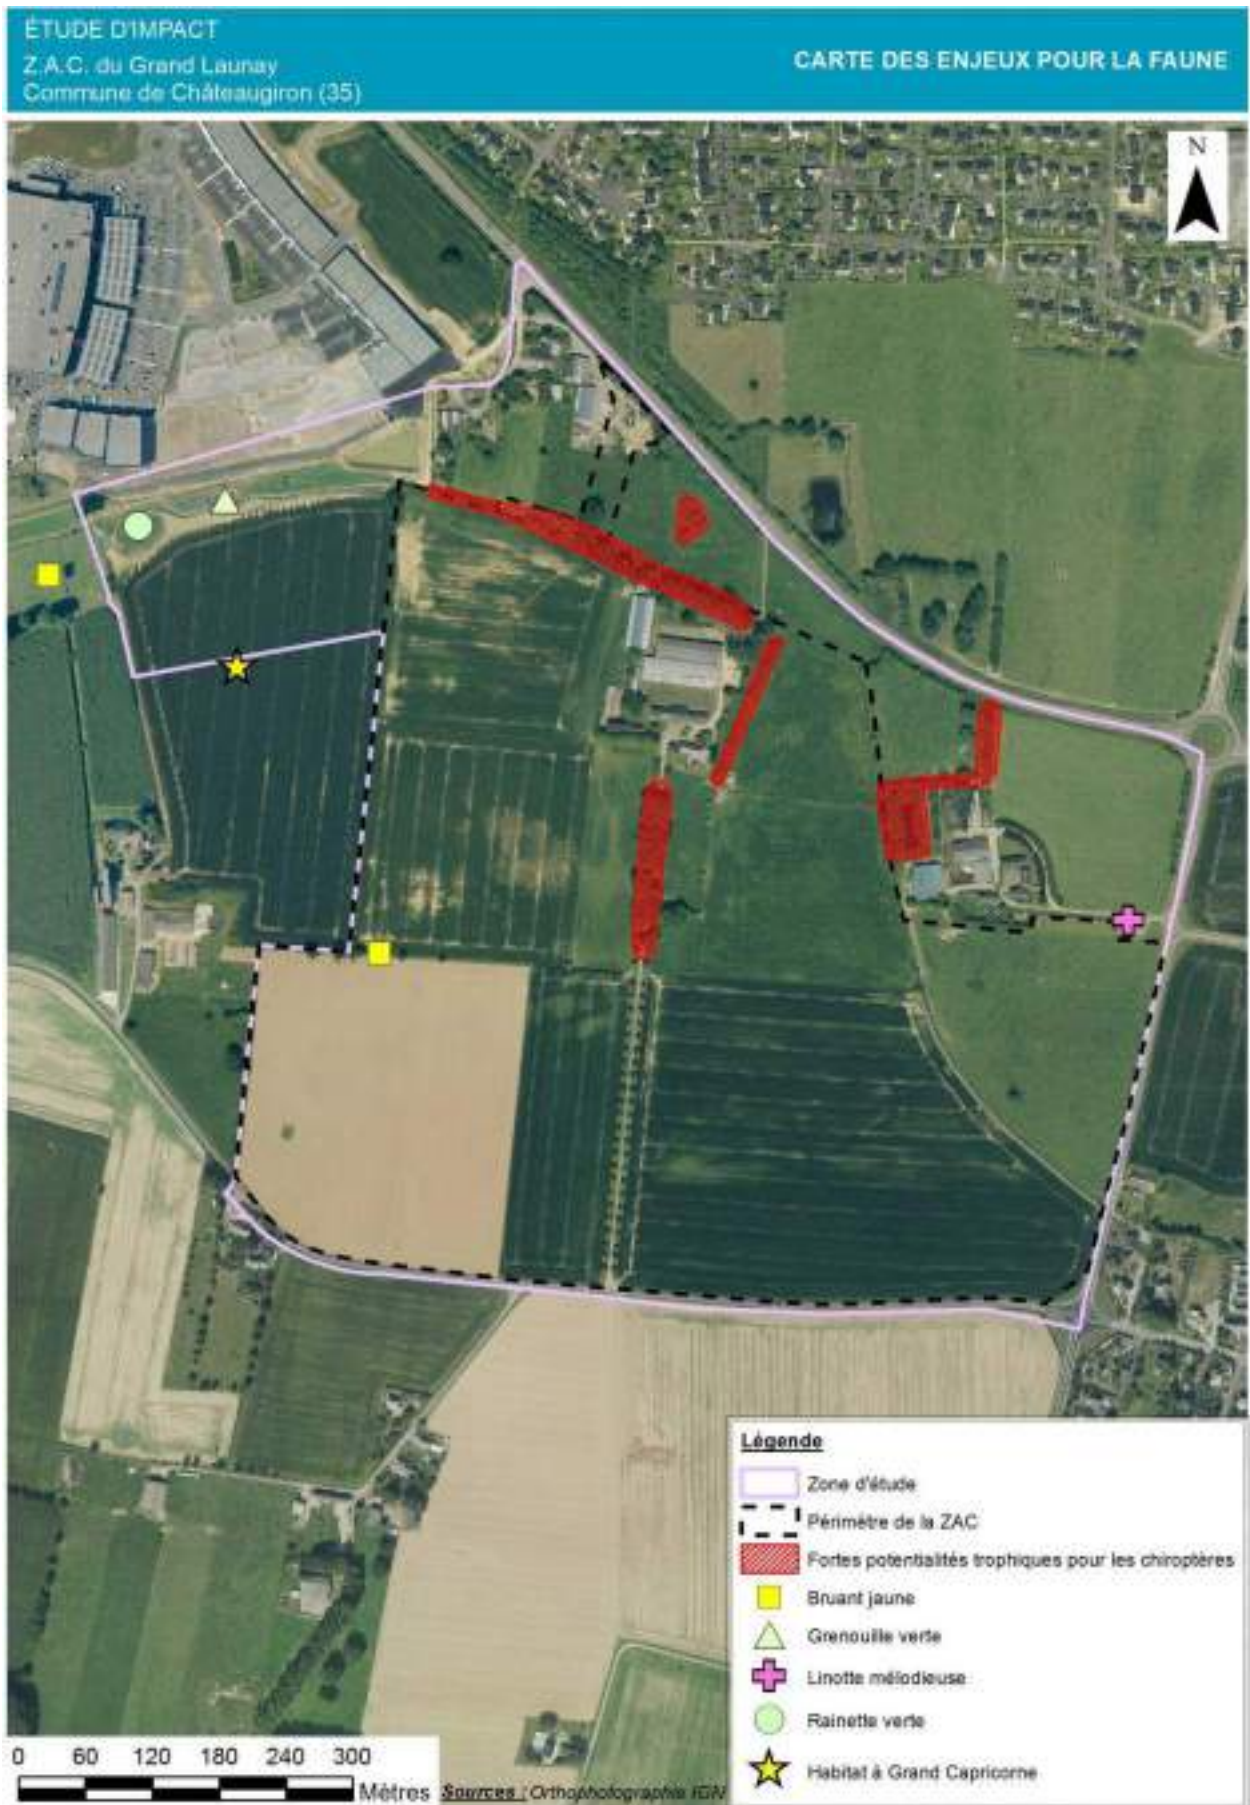 ÉTUDE D'IMPACT
Z.A.C. du Grand Launay
Commune de Châteaugiron (35)
CARTE DES ENJEUX POUR LA FAUNE
N
Légende
Zone d'étude
Périmètre de la ZAC
Fortes potentialités trophiques pour les chiroptères
Bruant jaune
Grenouille verte
Linotte mélodieuse
Rainette verte
Habitat à Grand Capricorne
0 60 120 180 240 300
Mètres
Sources : Orthophotographie IGN